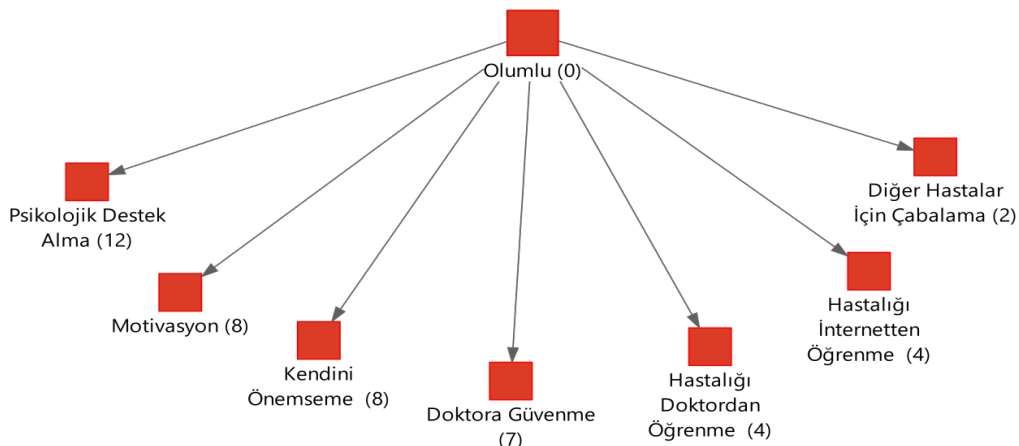 Olumlu (0)
Psikolojik Destek
Alma (12)
Motivasyon (8)
Kendini
Önemseme (8)
Doktora Güvenme
(7)
Hastalığı
Doktordan
Öğrenme (4)
Hastalığı
İnternetten
Öğrenme (4)
Diğer Hastalar
İçin Çabalama (2)